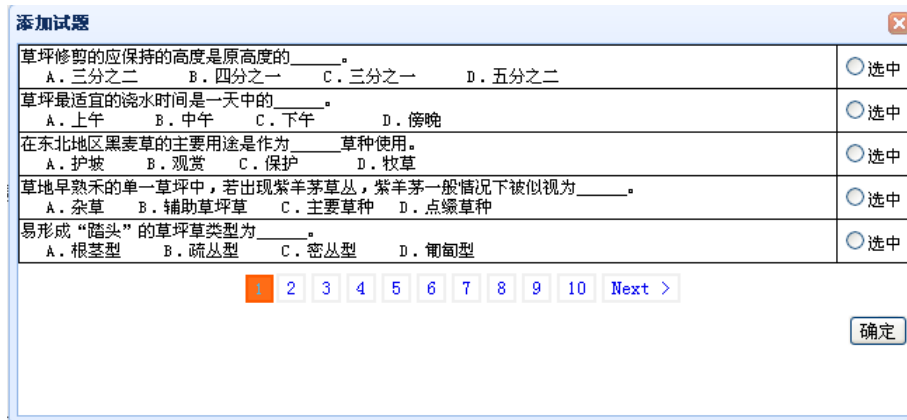 添加试题
草坪修剪的应保持的高度是原高度的_____。
A．三分之二 B．四分之一 C．三分之一 D．五分之二
选中
草坪最适宜的浇水时间是一天中的_____。
A．上午 B．中午 C．下午 D．傍晚
选中
在东北地区黑麦草的主要用途是作为_____草种使用。
A．护坡 B．观赏 C．保护 D．牧草
选中
草地早熟禾的单一草坪中，若出现紫羊茅草丛，紫羊茅一般情况下被似视为_____。
A．杂草 B．辅助草坪草 C．主要草种 D．点缀草种
选中
易形成“踏头”的草坪草类型为_____。
A．根茎型 B．疏丛型 C．密丛型 D．匍匐型
选中
1 2 3 4 5 6 7 8 9 10 Next >
确定